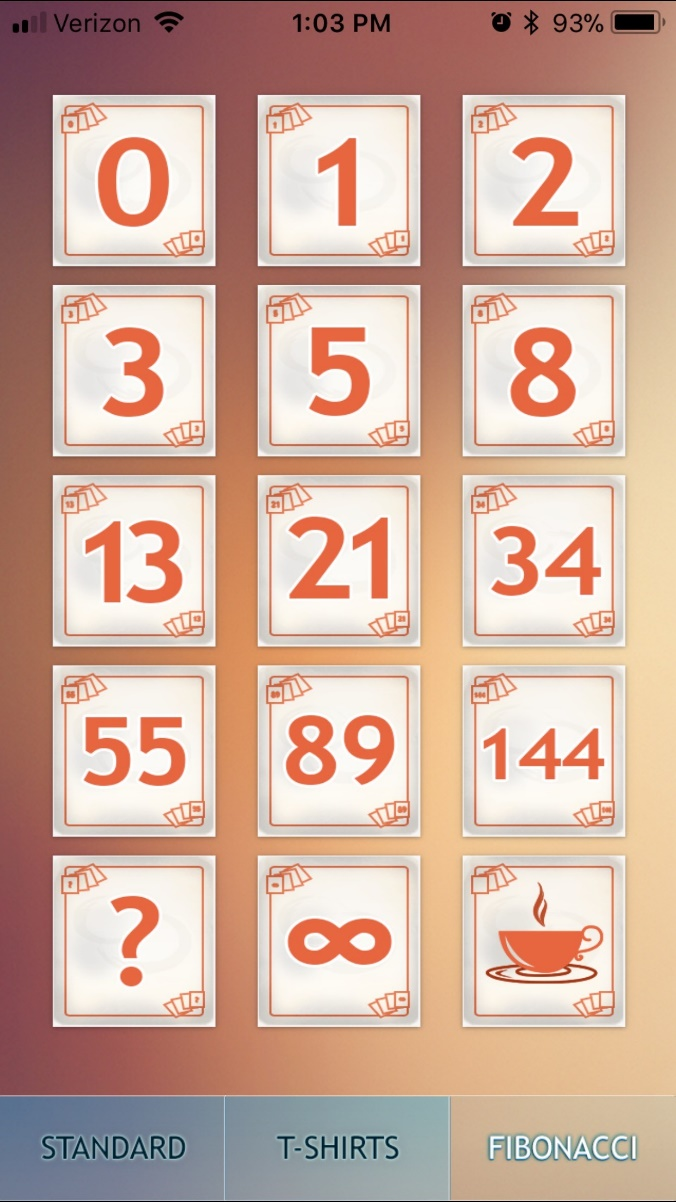 Verizon 1:03 PM 93%
0 1 2
3 5 8
13 21 34
55 89 144
? ∞
STANDARD T-SHIRTS FIBONACCI